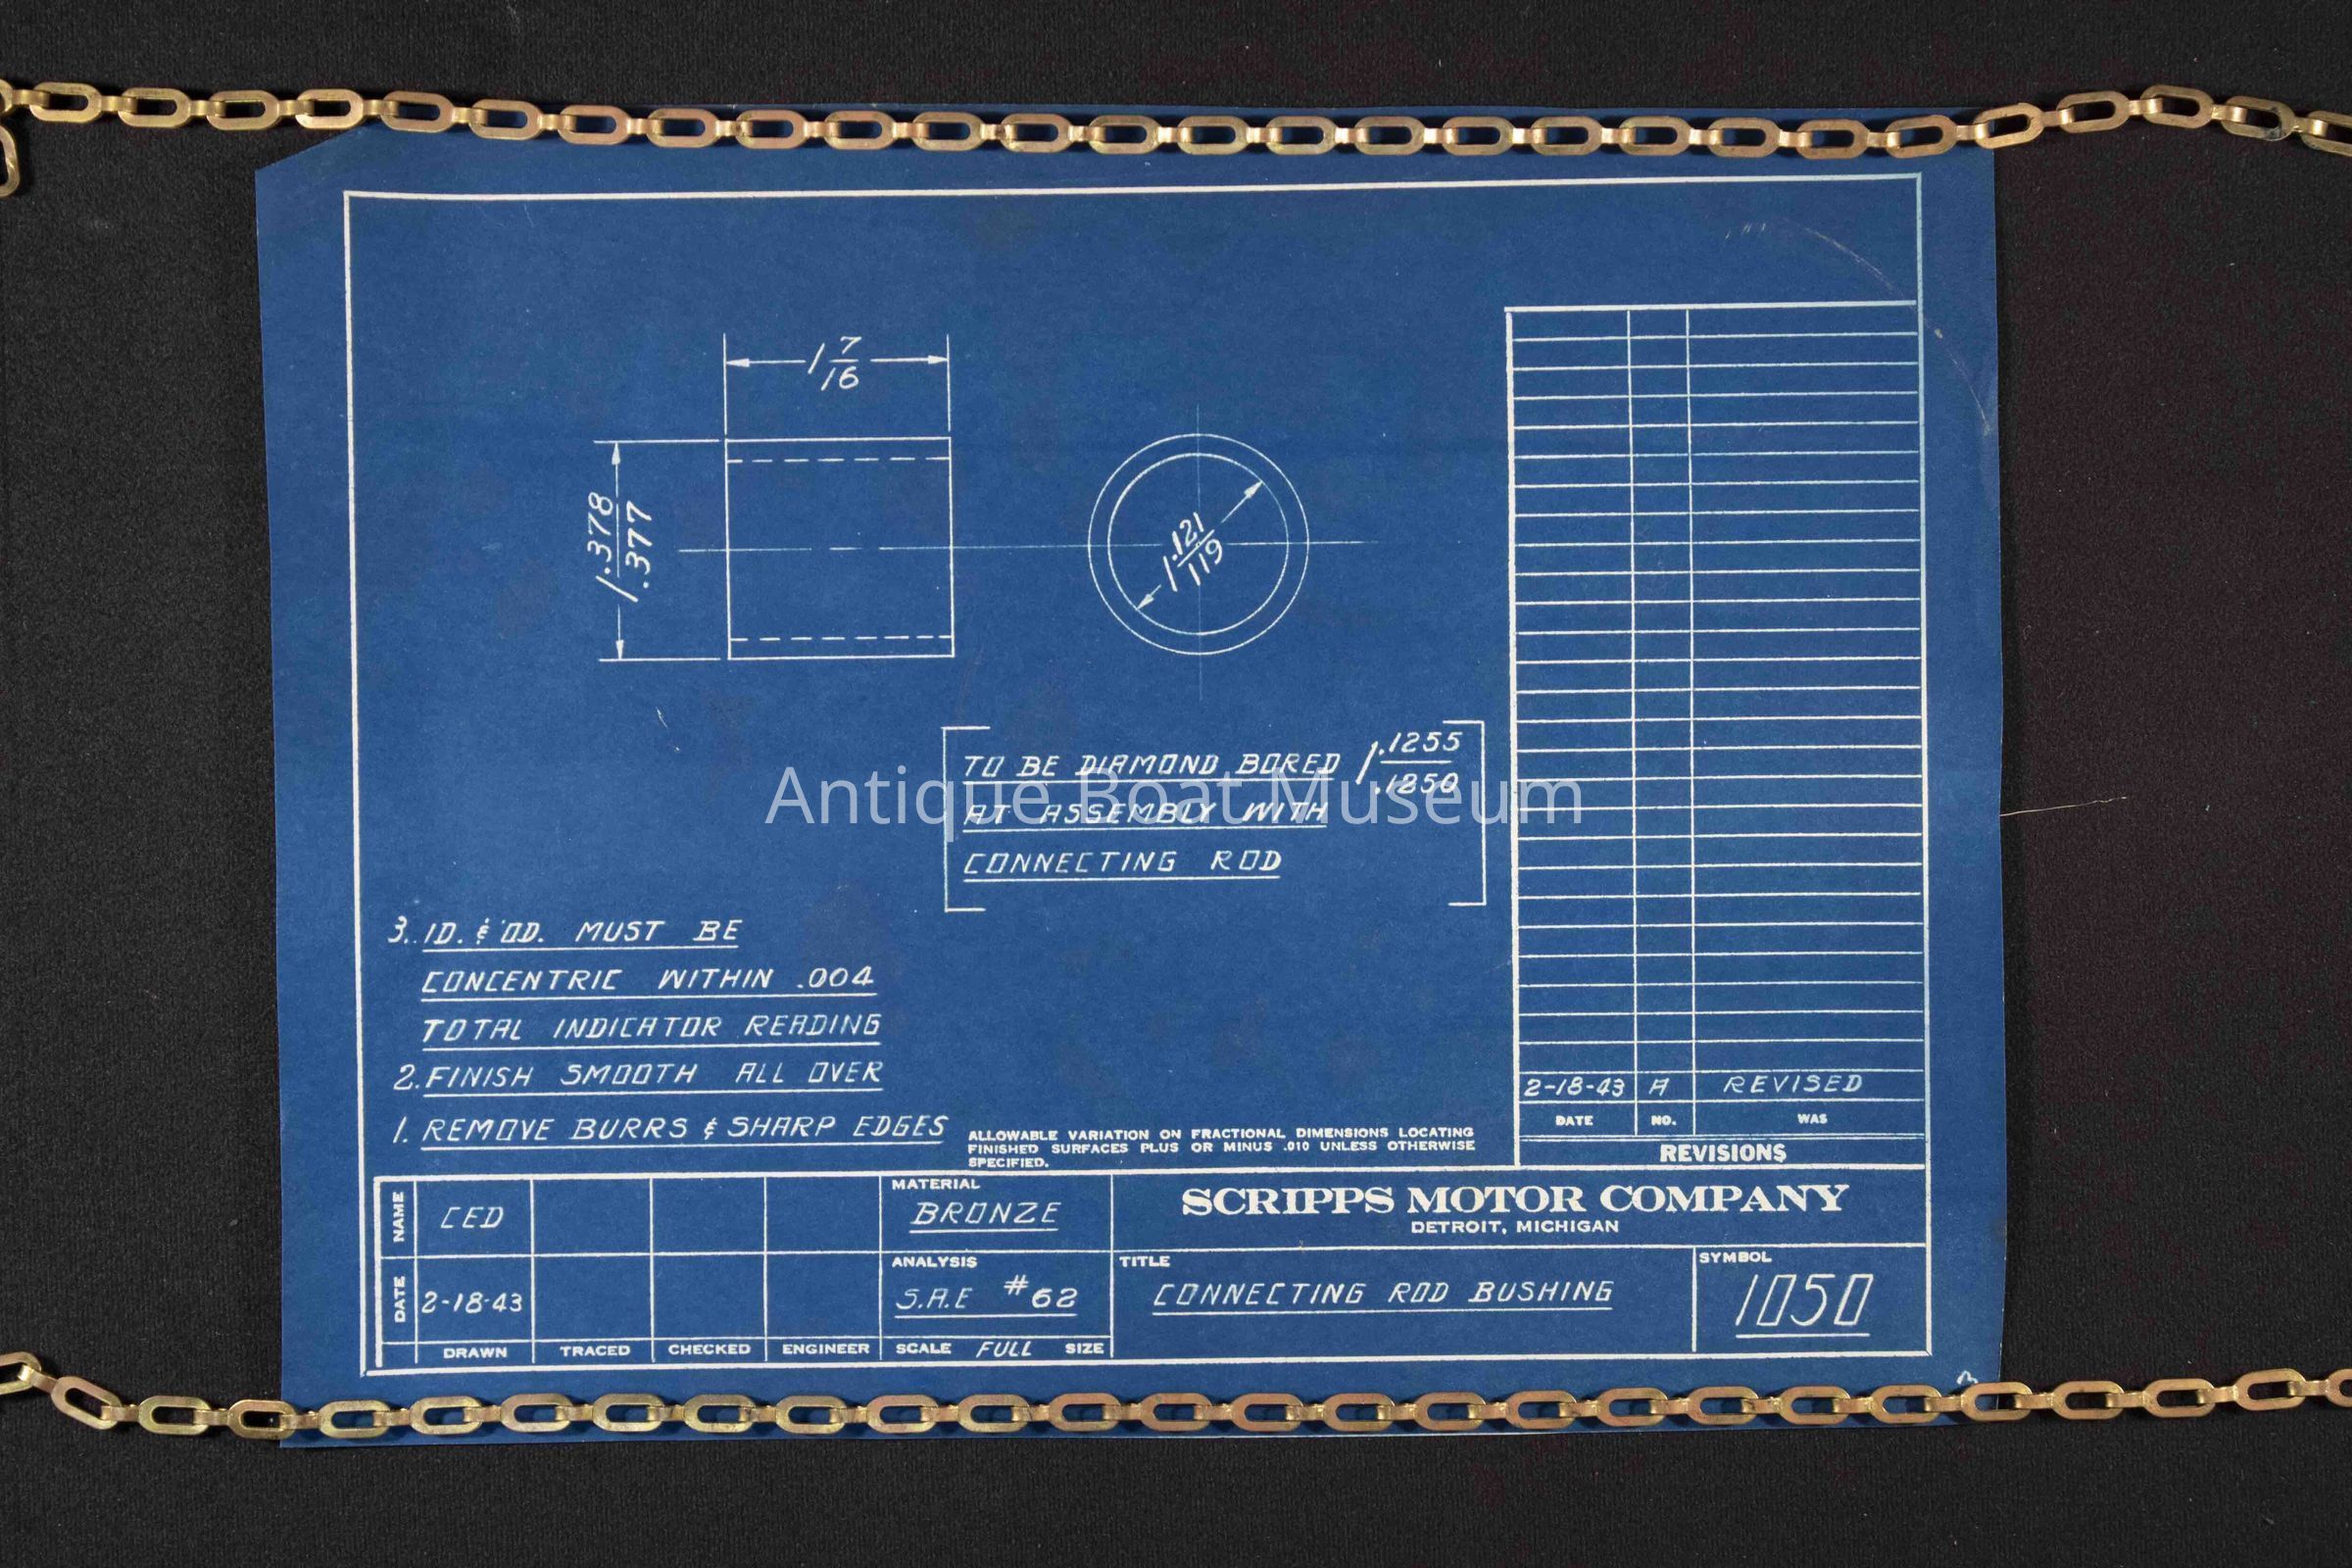 1 7/16
1.378
.377
1.121
119
TO BE DIAMOND BORED 1.1255
.1250
AT ASSEMBLY WITH
CONNECTING ROD
Antique Boat Museum
3. I.D. & O.D. MUST BE
CONCENTRIC WITHIN .004
TOTAL INDICATOR READING
2. FINISH SMOOTH ALL OVER
1. REMOVE BURRS & SHARP EDGES
ALLOWABLE VARIATION ON FRACTIONAL DIMENSIONS LOCATING
FINISHED SURFACES PLUS OR MINUS .010 UNLESS OTHERWISE
SPECIFIED.
2-18-43 A REVISED
DATE NO. WAS
REVISIONS
NAME CED
DATE 2-18-43
DRAWN TRACED CHECKED ENGINEER
MATERIAL
BRONZE
ANALYSIS
S.A.E #62
SCALE FULL SIZE
SCRIPPS MOTOR COMPANY
DETROIT, MICHIGAN
TITLE
CONNECTING ROD BUSHING
SYMBOL
1050